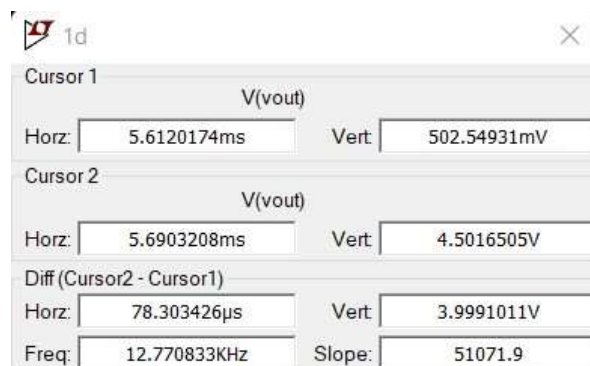 1d
Cursor 1
V(vout)
Horz: 5.6120174ms Vert: 502.54931mV
Cursor 2
V(vout)
Horz: 5.6903208ms Vert: 4.5016505V
Diff (Cursor2 - Cursor1)
Horz: 78.303426µs Vert: 3.9991011V
Freq: 12.770833KHz Slope: 51071.9